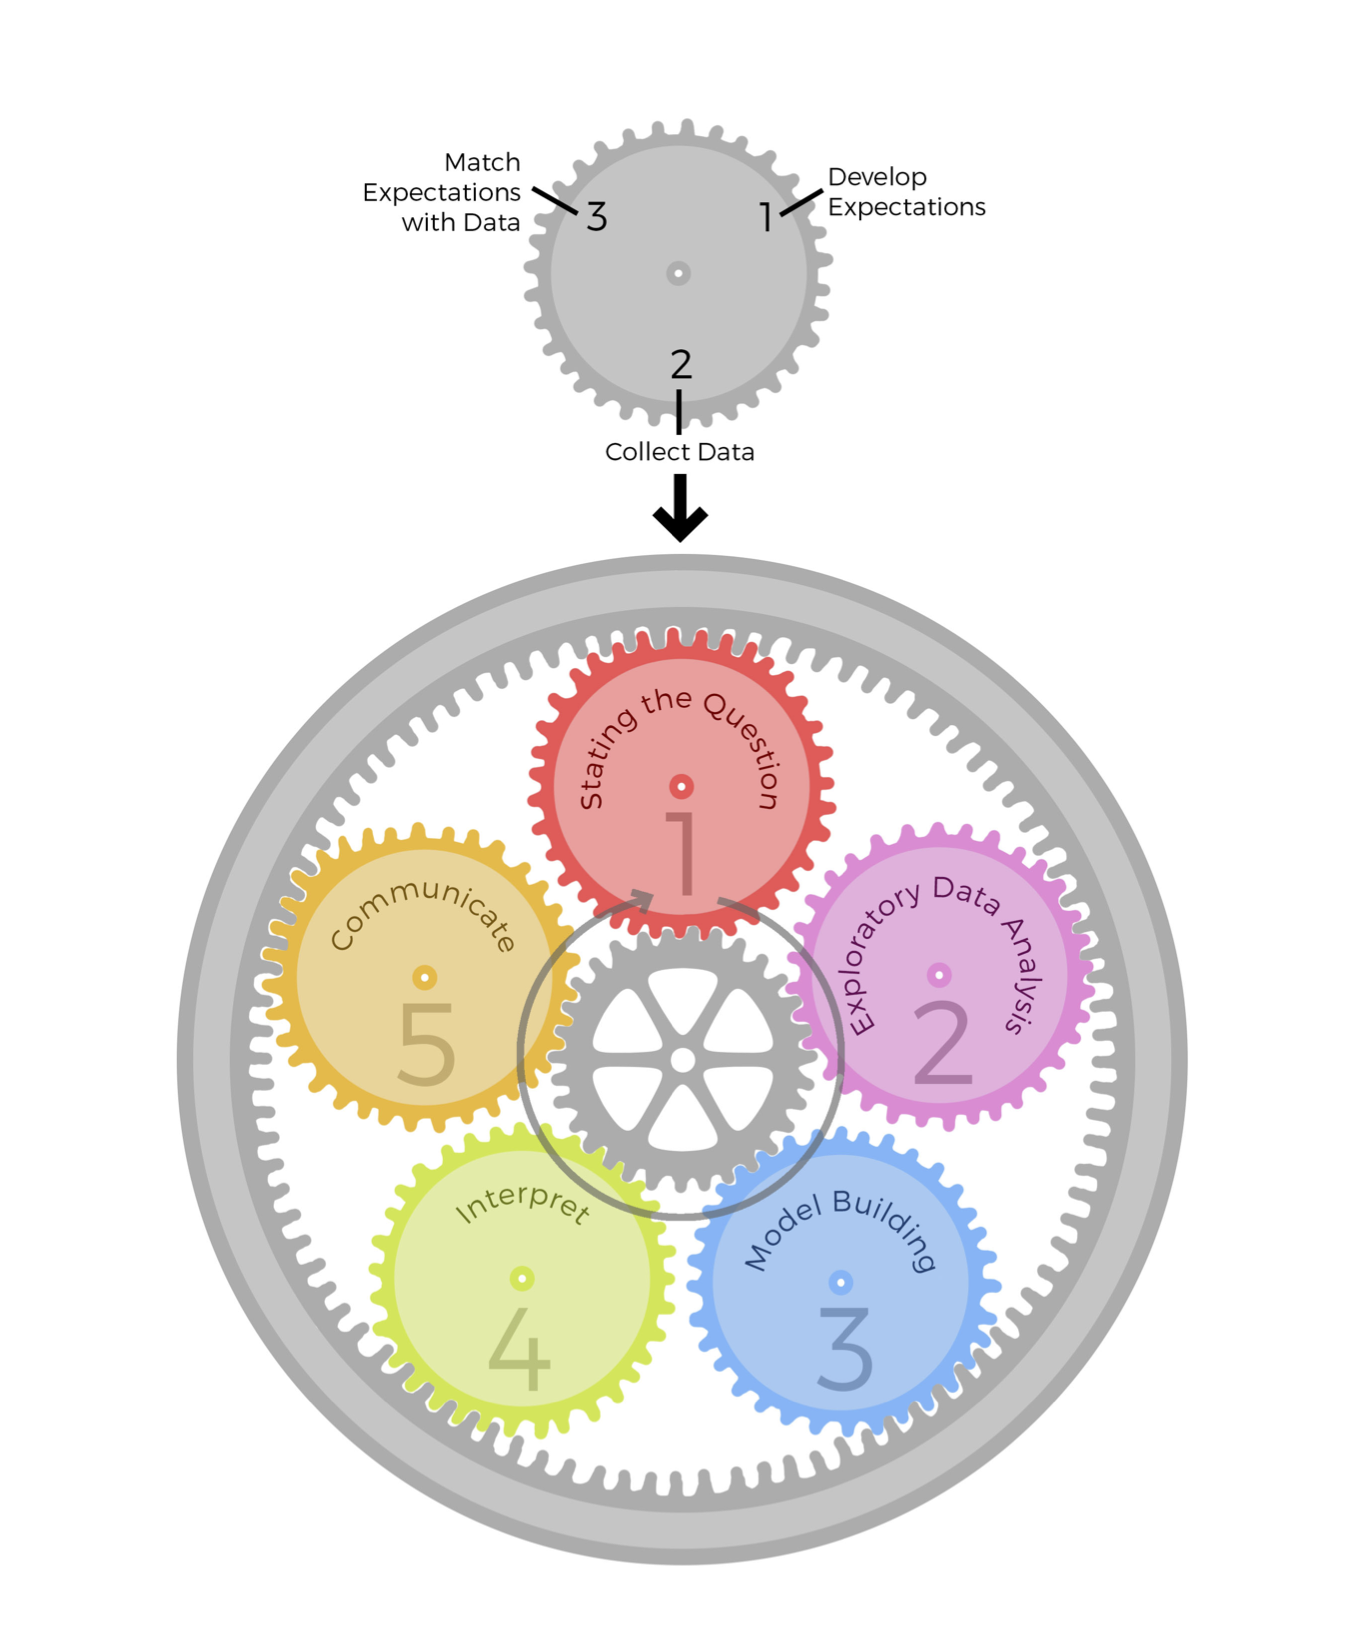 Match
Expectations
with Data
3
1
Develop
Expectations
2
Collect Data
Stating the Question
1
Exploratory Data Analysis
2
Model Building
3
Interpret
4
Communicate
5